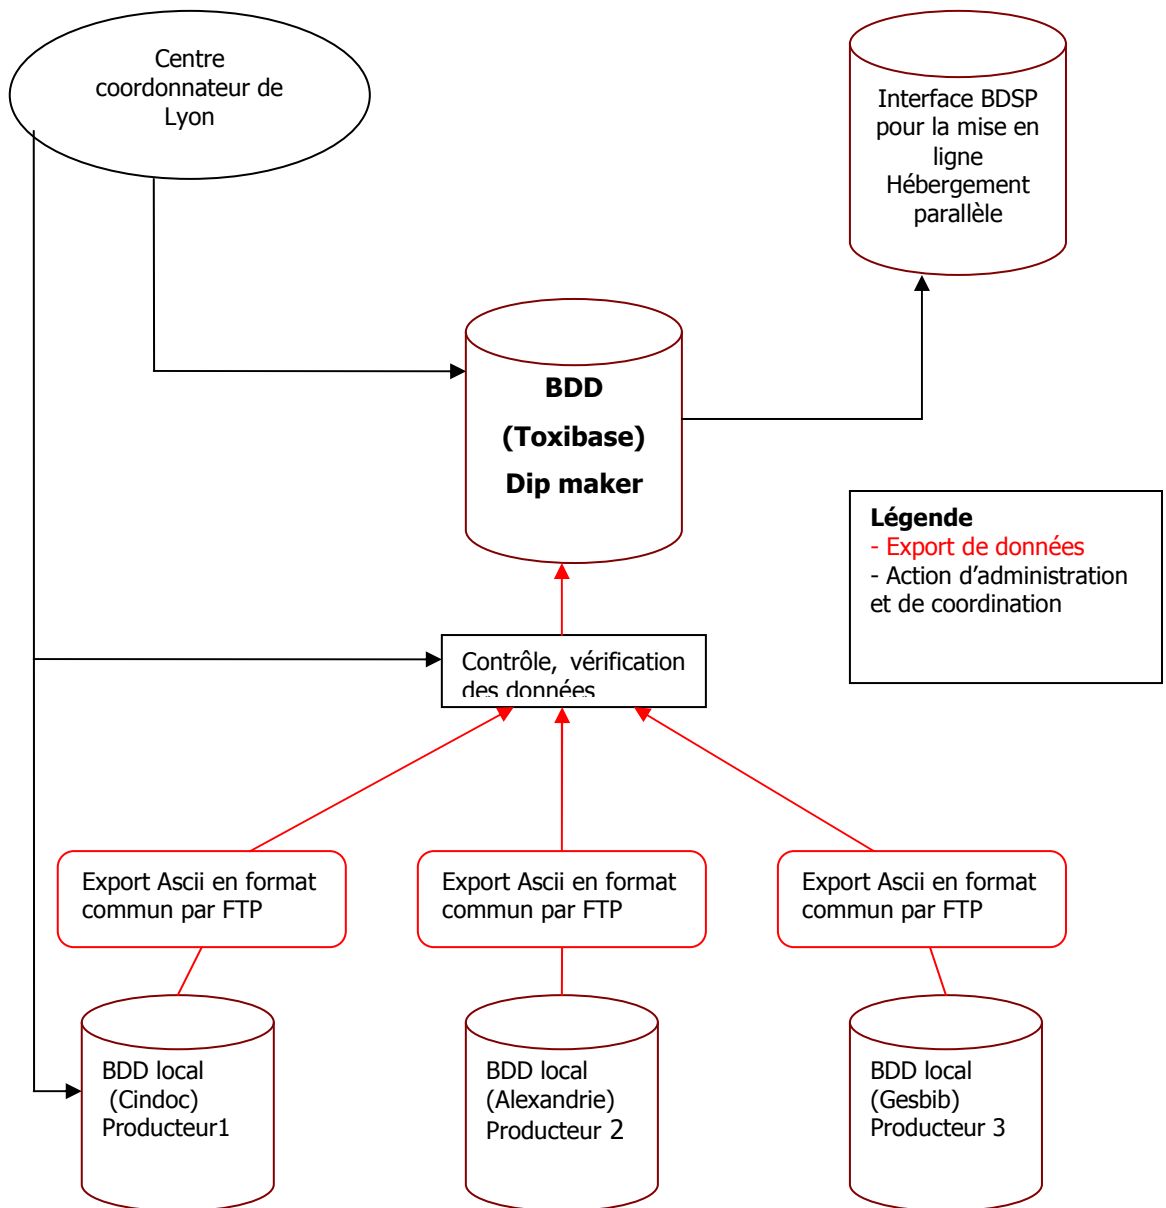 Centre
coordonnateur de
Lyon
Interface BDSP
pour la mise en
ligne
Hébergement
parallèle
BDD
(Toxibase)
Dip maker
Légende
- Export de données
- Action d’administration
et de coordination
Contrôle, vérification
des données
Export Ascii en format
commun par FTP
Export Ascii en format
commun par FTP
Export Ascii en format
commun par FTP
BDD local
(Cindoc)
Producteur1
BDD local
(Alexandrie)
Producteur 2
BDD local
(Gesbib)
Producteur 3